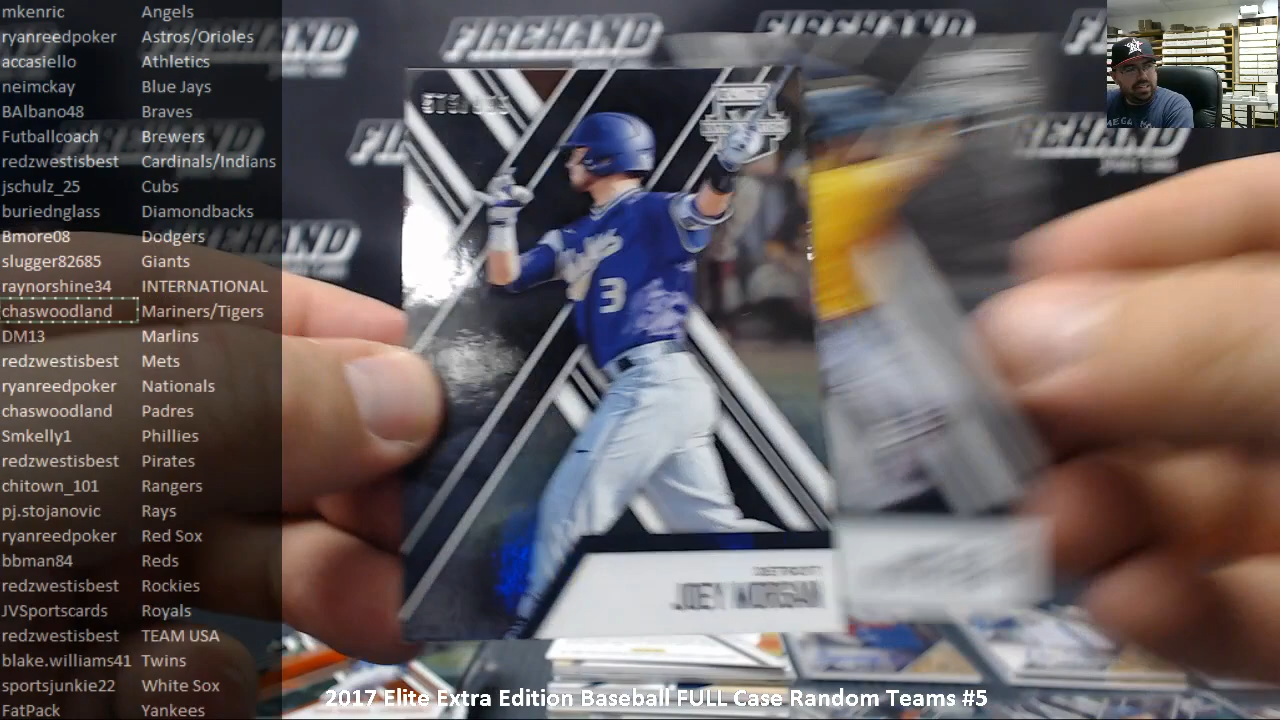 mkenric Angels
ryanreedpoker Astros/Orioles
accasiello Athletics
neimckay Blue Jays
BAlbano48 Braves
Futballcoach Brewers
redzwestisbest Cardinals/Indians
jschulz_25 Cubs
buriednglass Diamondbacks
Bmore08 Dodgers
slugger82685 Giants
raynorshine34 INTERNATIONAL
chaswoodland Mariners/Tigers
DM13 Marlins
redzwestisbest Mets
ryanreedpoker Nationals
chaswoodland Padres
Smkelly1 Phillies
redzwestisbest Pirates
chitown_101 Rangers
pj.stojanovic Rays
ryanreedpoker Red Sox
bbman84 Reds
redzwestisbest Rockies
JVSportscards Royals
redzwestisbest TEAM USA
blake.williams41 Twins
sportsjunkie22 White Sox
FatPack Yankees
FIREHAND
FIREHAND
3
JOEY MORGAN
2017 Elite Extra Edition Baseball FULL Case Random Teams #5